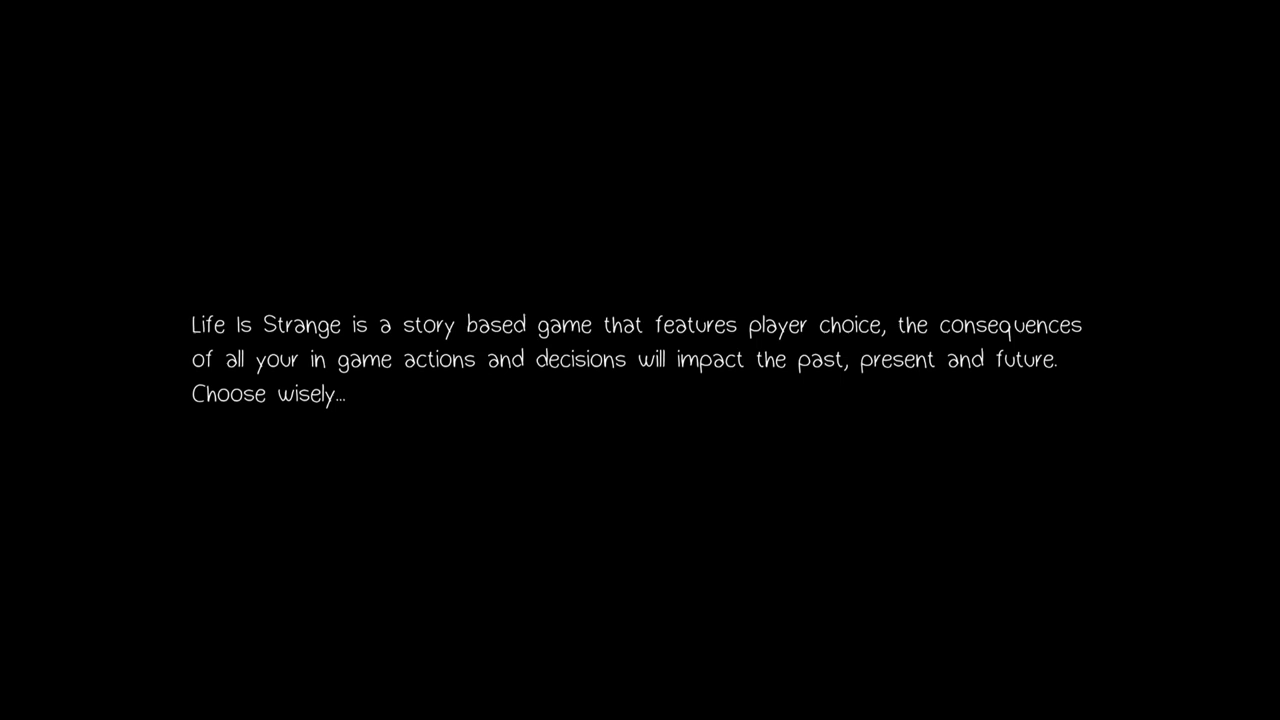 Life Is Strange is a story based game that features player choice, the consequences
of all your in game actions and decisions will impact the past, present and future.
Choose wisely...